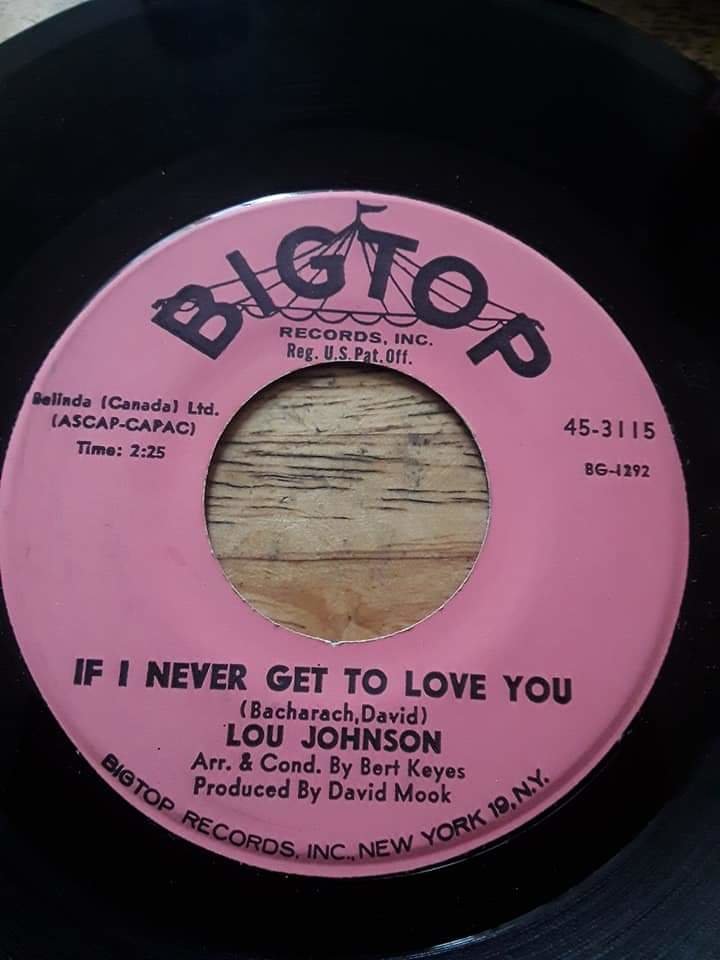 BIGTOP
RECORDS, INC.
Reg. U.S. Pat. Off.
Belinda (Canada) Ltd.
(ASCAP-CAPAC)
Time: 2:25
45-3115
BG-1292
IF I NEVER GET TO LOVE YOU
(Bacharach,David)
LOU JOHNSON
Arr. & Cond. By Bert Keyes
Produced By David Mook
BIGTOP RECORDS, INC., NEW YORK 19, N.Y.